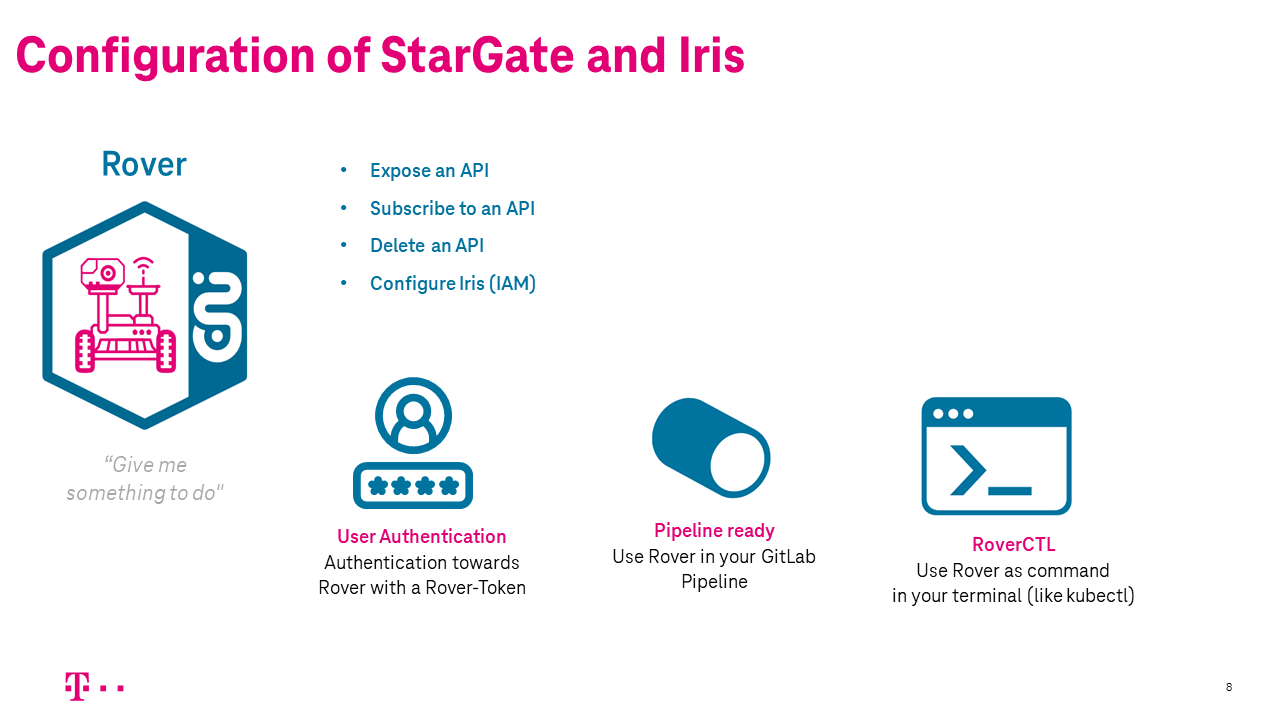 Configuration of StarGate and Iris
Rover
• Expose an API
• Subscribe to an API
• Delete an API
• Configure Iris (IAM)
“Give me
something to do"
User Authentication
Authentication towards
Rover with a Rover-Token
Pipeline ready
Use Rover in your GitLab
Pipeline
RoverCTL
Use Rover as command
in your terminal (like kubectl)
T
8